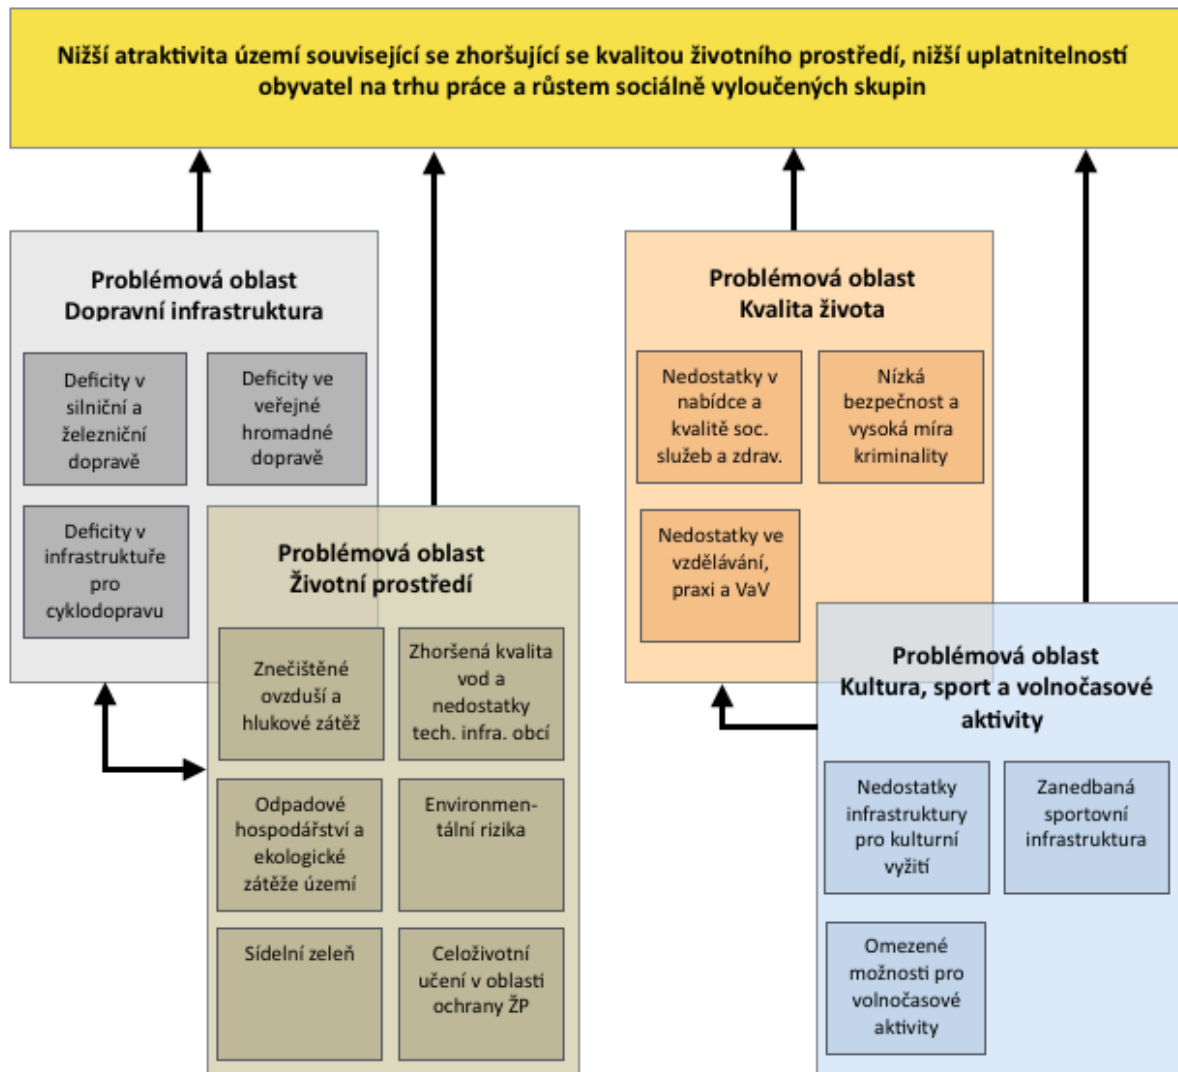 Nižší atraktivita území související se zhoršující se kvalitou životního prostředí, nižší uplatnitelností
obyvatel na trhu práce a růstem sociálně vyloučených skupin
Problémová oblast
Dopravní infrastruktura
Deficity v
silniční a
železniční
dopravě
Deficity ve
veřejné
hromadné
dopravě
Deficity v
infrastruktuře
pro
cyklodopravu
Problémová oblast
Životní prostředí
Znečištěné
ovzduší a
hlukové zátěž
Zhoršená kvalita
vod a
nedostatky
tech. infra. obcí
Odpadové
hospodářství a
ekologické
zátěže území
Environmen-
tální rizika
Sídelní zeleň
Celoživotní
učení v oblasti
ochrany ŽP
Problémová oblast
Kvalita života
Nedostatky v
nabídce a
kvalitě soc.
služeb a zdrav.
Nízká
bezpečnost a
vysoká míra
kriminality
Nedostatky ve
vzdělávání,
praxi a VaV
Problémová oblast
Kultura, sport a volnočasové
aktivity
Nedostatky
infrastruktury
pro kulturní
vyžití
Zanedbaná
sportovní
infrastruktura
Omezené
možnosti pro
volnočasové
aktivity